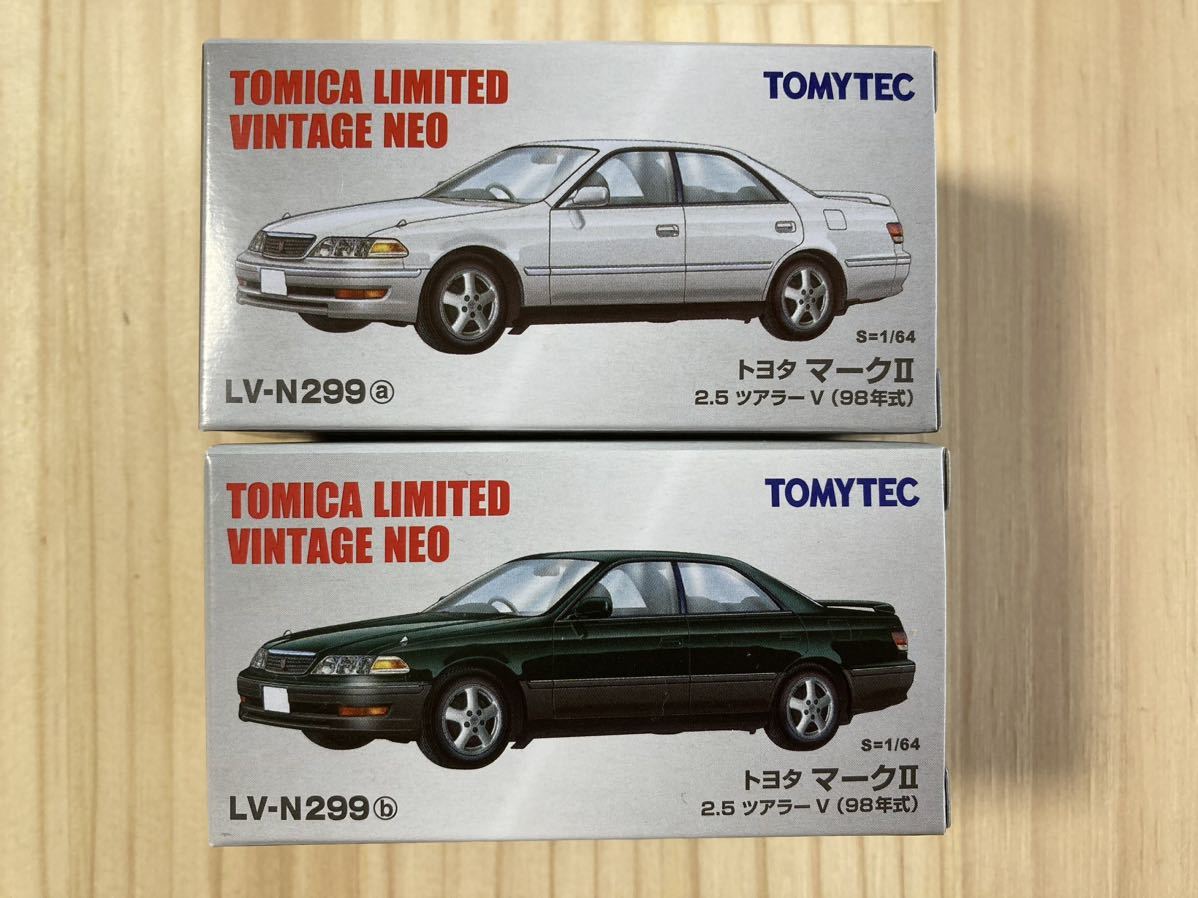 TOMICA LIMITED
VINTAGE NEO
TOMYTEC
S=1/64
トヨタ マークⅡ
2.5 ツアラー V (98年式)
LV-N299ⓐ
TOMICA LIMITED
VINTAGE NEO
TOMYTEC
S=1/64
トヨタ マークⅡ
2.5 ツアラー V (98年式)
LV-N299ⓑ